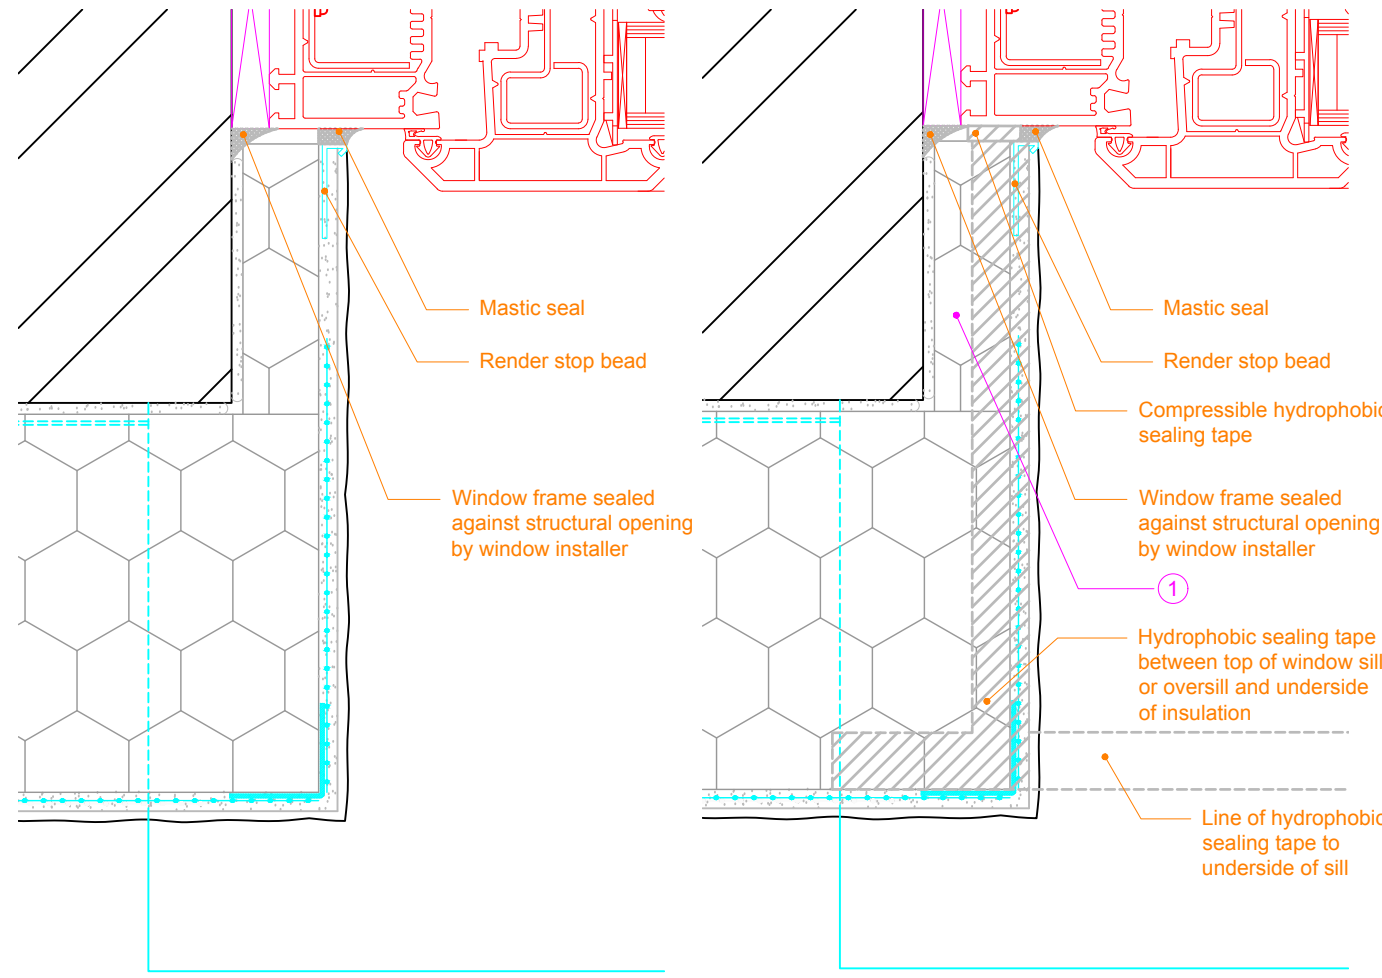 Mastic seal
Render stop bead
Window frame sealed
against structural opening
by window installer
Mastic seal
Render stop bead
Compressible hydrophobic
sealing tape
Window frame sealed
against structural opening
by window installer
1
Hydrophobic sealing tape
between top of window sill
or oversill and underside
of insulation
Line of hydrophobic
sealing tape to
underside of sill